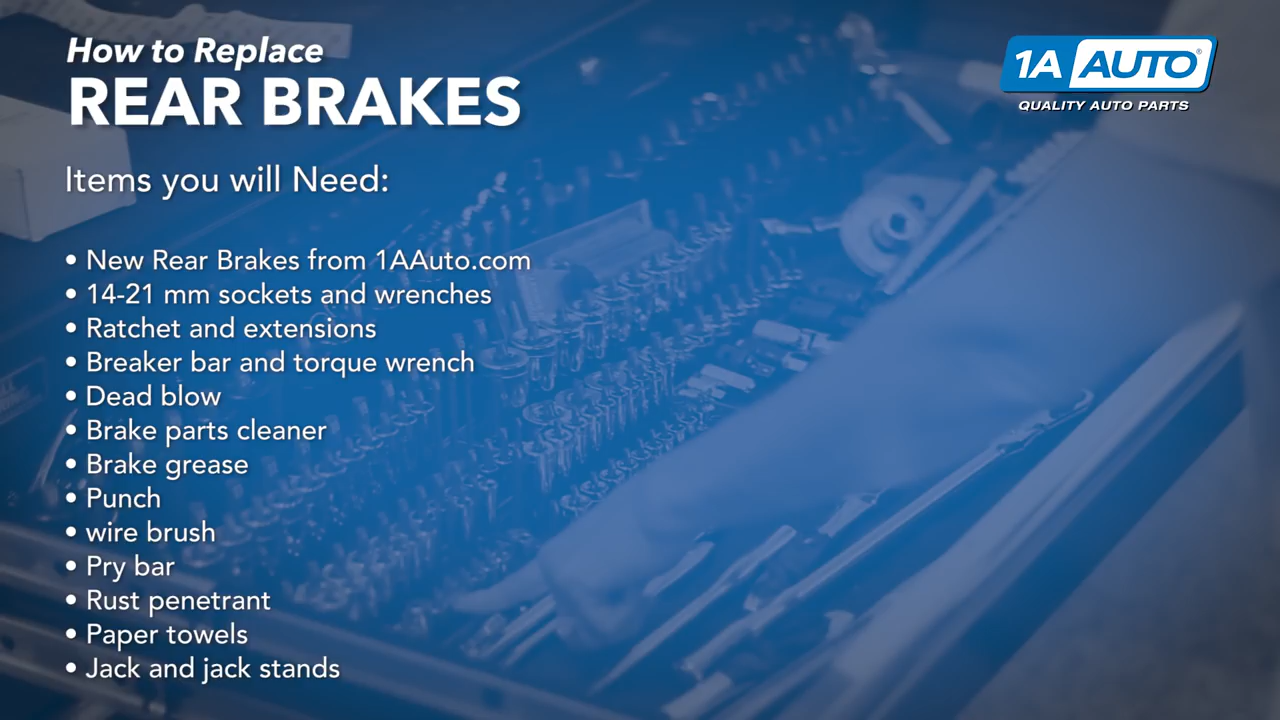 How to Replace
REAR BRAKES
1A AUTO®
QUALITY AUTO PARTS
Items you will Need:
• New Rear Brakes from 1AAuto.com
• 14-21 mm sockets and wrenches
• Ratchet and extensions
• Breaker bar and torque wrench
• Dead blow
• Brake parts cleaner
• Brake grease
• Punch
• wire brush
• Pry bar
• Rust penetrant
• Paper towels
• Jack and jack stands